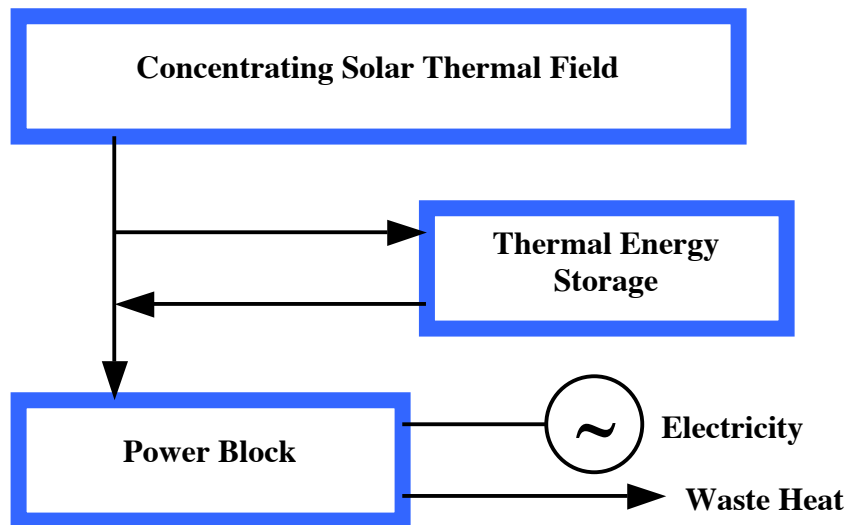 Concentrating Solar Thermal Field
Thermal Energy
Storage
Power Block
~
Electricity
Waste Heat